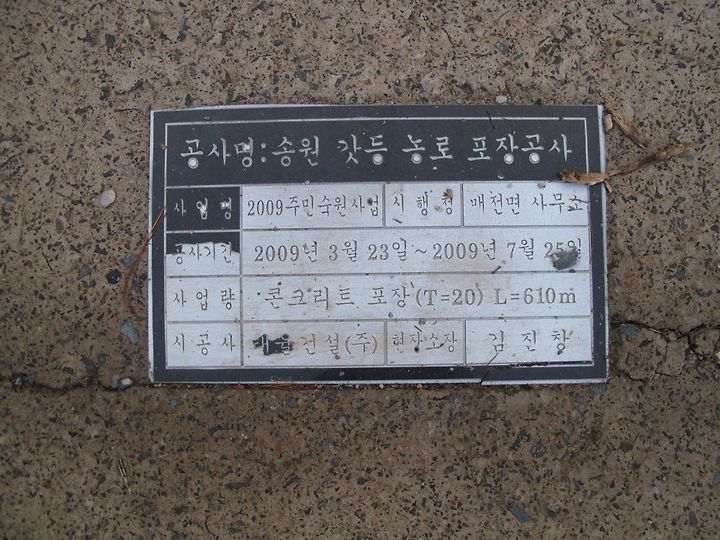 공사명:송원 갓등 농로 포장공사
사업명 2009주민숙원사업 시행청 매전면 사무소
공사기간 2009년 3월 23일~2009년 7월 25일
사업량 콘크리트 포장(T=20) L=610m
시공사 건설(주) 현장소장 김진창